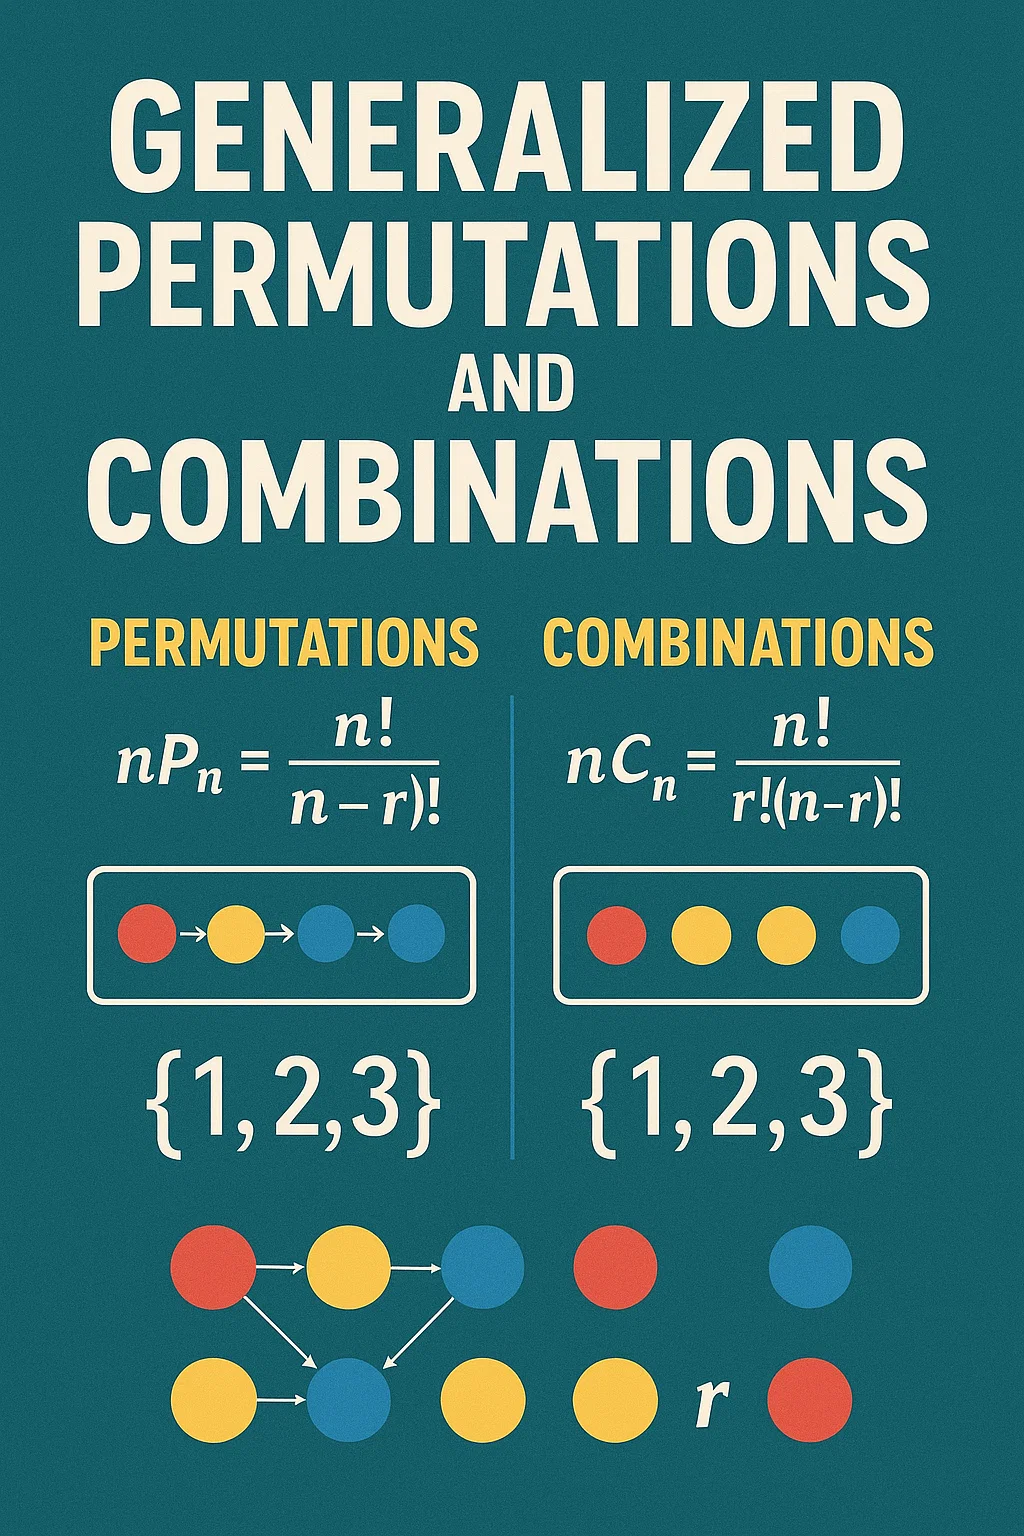 GENERALIZED
PERMUTATIONS
AND
COMBINATIONS
PERMUTATIONS
nPₙ = n! / n – r)!
{1, 2,3}
COMBINATIONS
nCₙ = n! / r!(n–r)!
{1, 2, 3}
r